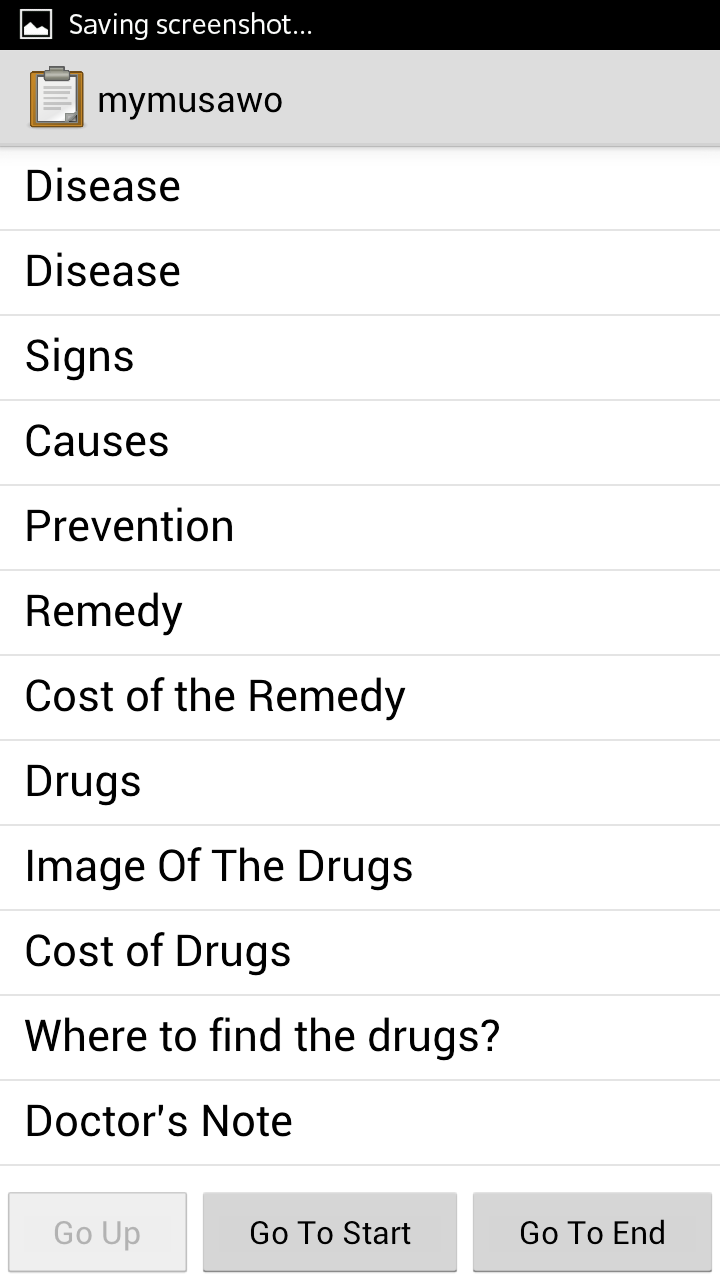 Saving screenshot...
mymusawo
Disease
Disease
Signs
Causes
Prevention
Remedy
Cost of the Remedy
Drugs
Image Of The Drugs
Cost of Drugs
Where to find the drugs?
Doctor's Note
Go Up
Go To Start
Go To End